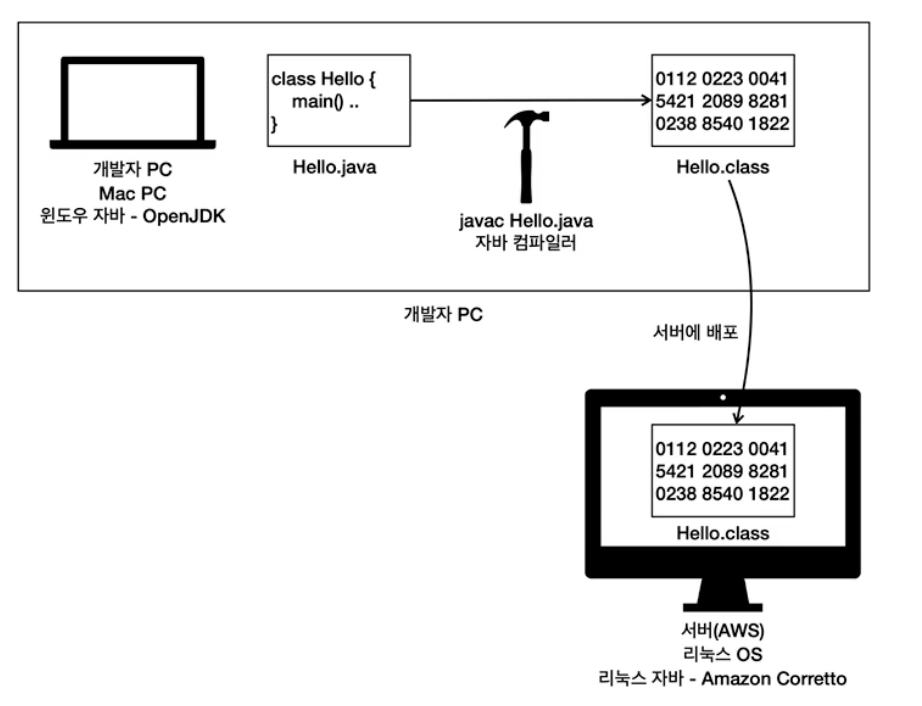 class Hello {
main() ..
}
Hello.java
0112 0223 0041
5421 2089 8281
0238 8540 1822
Hello.class
개발자 PC
Mac PC
윈도우 자바 - OpenJDK
javac Hello.java
자바 컴파일러
개발자 PC
서버에 배포
0112 0223 0041
5421 2089 8281
0238 8540 1822
Hello.class
서버(AWS)
리눅스 OS
리눅스 자바 - Amazon Corretto